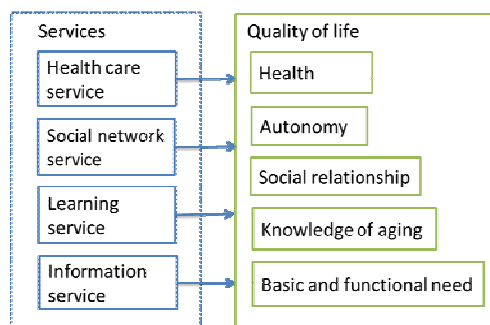 Services
Health care
service
Social network
service
Learning
service
Information
service
Quality of life
Health
Autonomy
Social relationship
Knowledge of aging
Basic and functional need